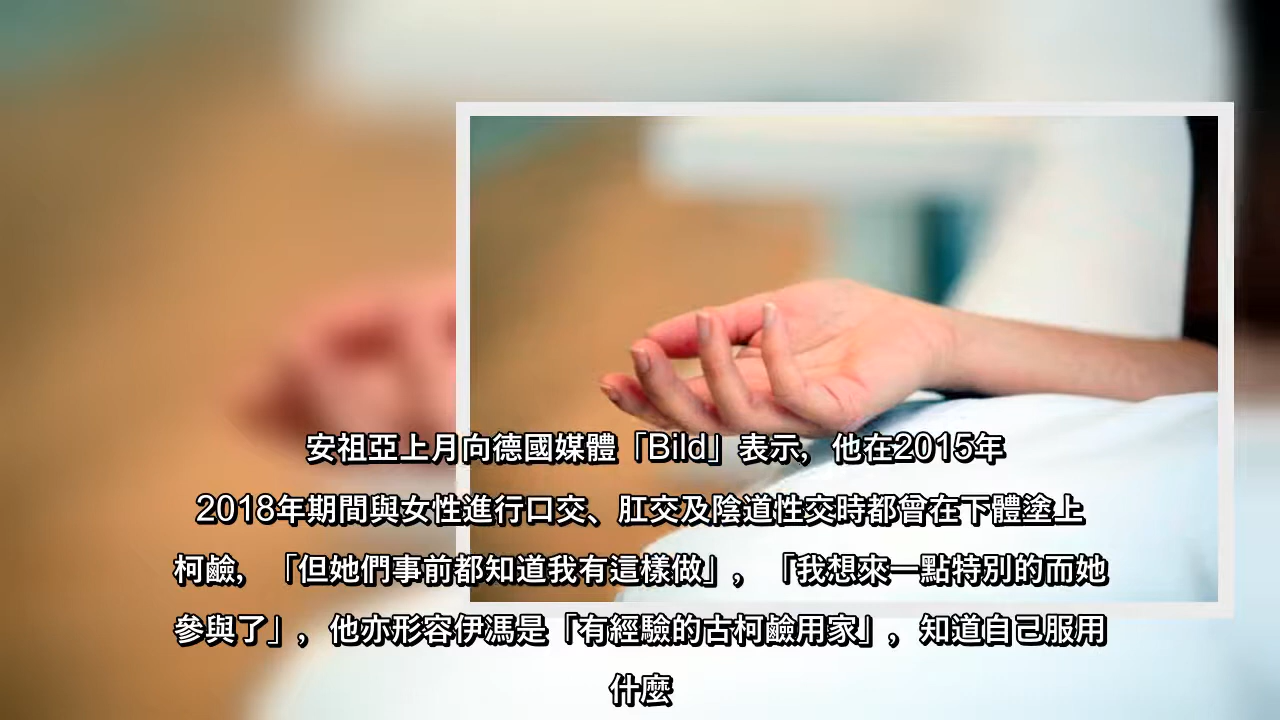 安祖亞上月向德國媒體「Bild」表示，他在2015年
2018年期間與女性進行口交、肛交及陰道性交時都曾在下體塗上
柯鹼，「但她們事前都知道我有這樣做」，「我想來一點特別的而她
參與了」，他亦形容伊馮是「有經驗的古柯鹼用家」，知道自己服用
什麼